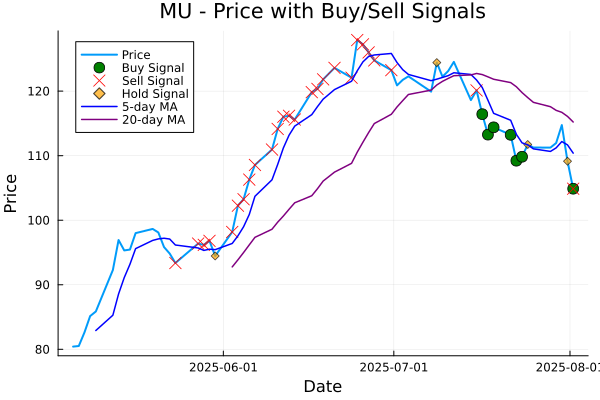 MU - Price with Buy/Sell Signals
Price
Buy Signal
Sell Signal
Hold Signal
5-day MA
20-day MA
120
110
100
90
80
Price
2025-06-01
2025-07-01
2025-08-01
Date